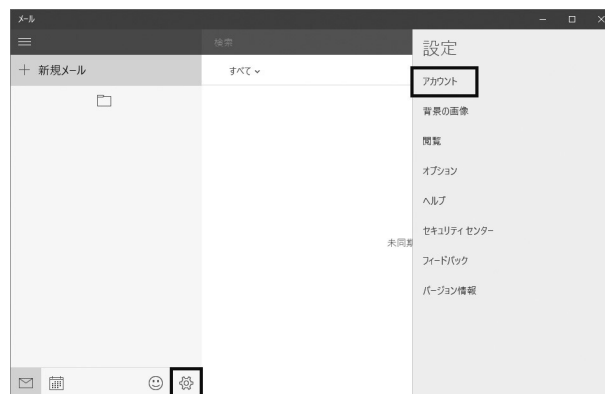 メール
検索
設定
新規メール
すべて
アカウント
背景の画像
閲覧
オプション
ヘルプ
セキュリティ センター
未同期
フィードバック
バージョン情報